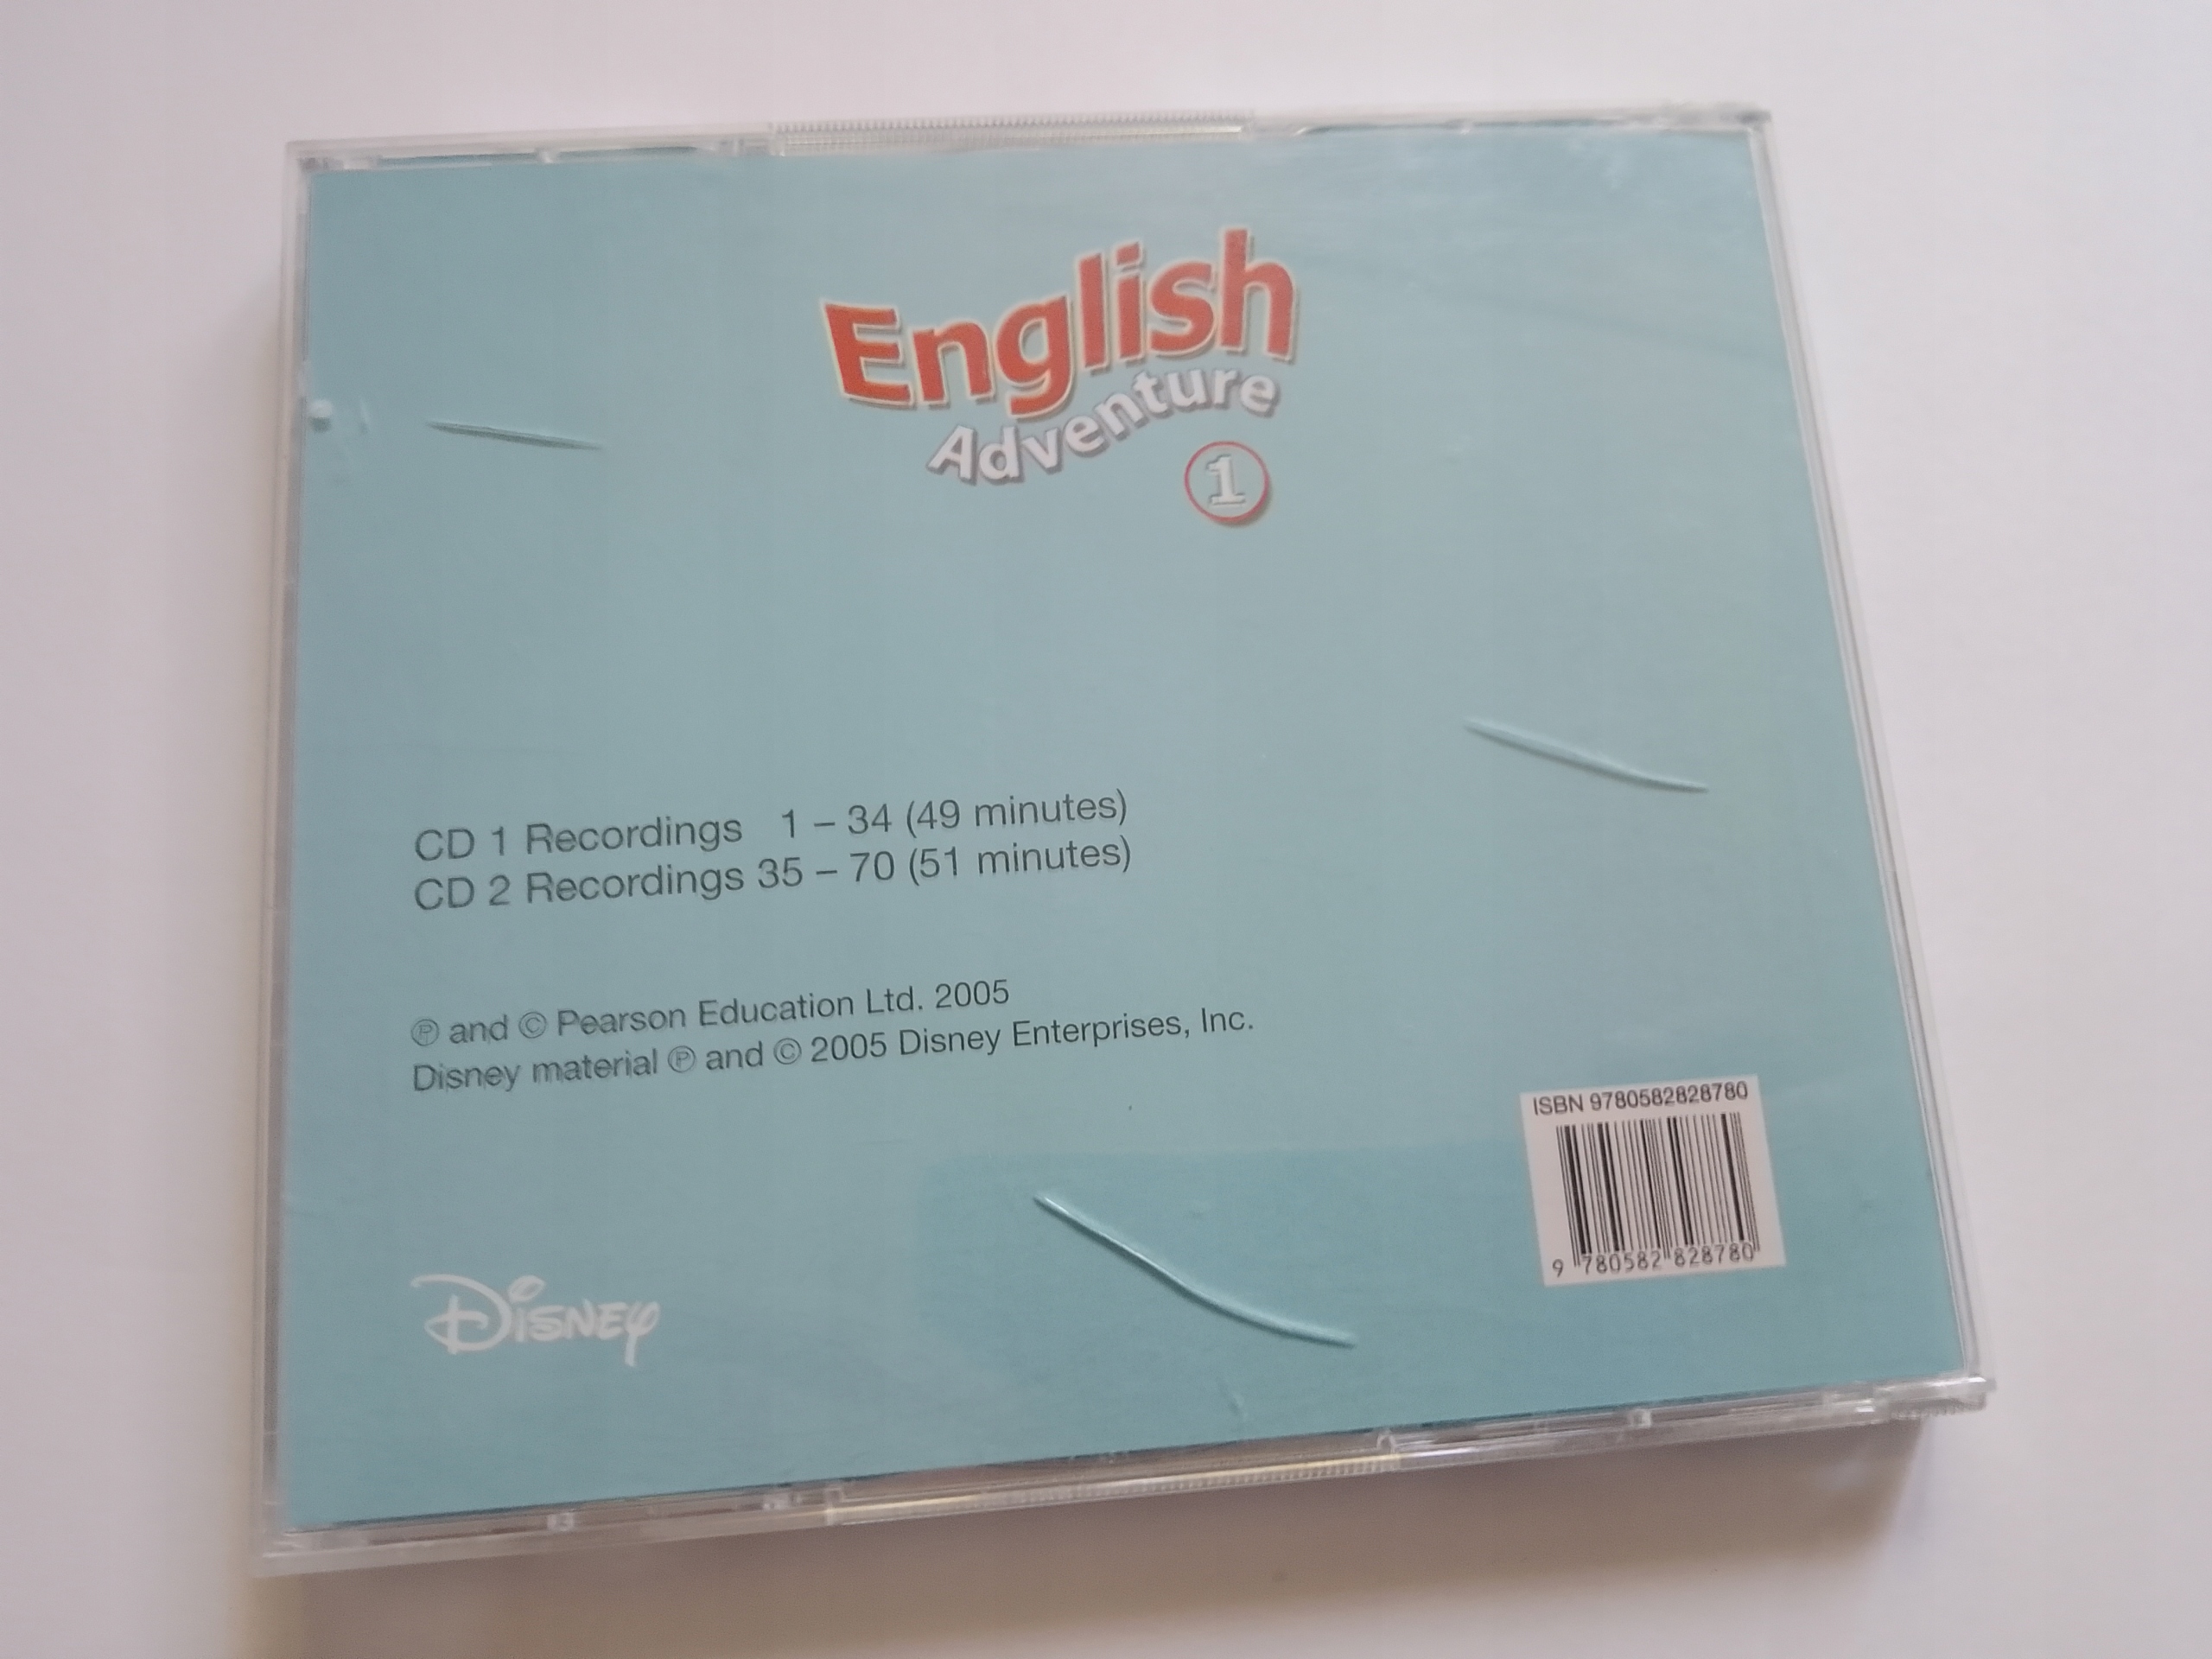 English
Adventure
1
CD 1 Recordings 1 – 34 (49 minutes)
CD 2 Recordings 35 – 70 (51 minutes)
℗ and © Pearson Education Ltd. 2005
Disney material ℗ and © 2005 Disney Enterprises, Inc.
ISBN 9780582828780
9 780582 828780
Disney